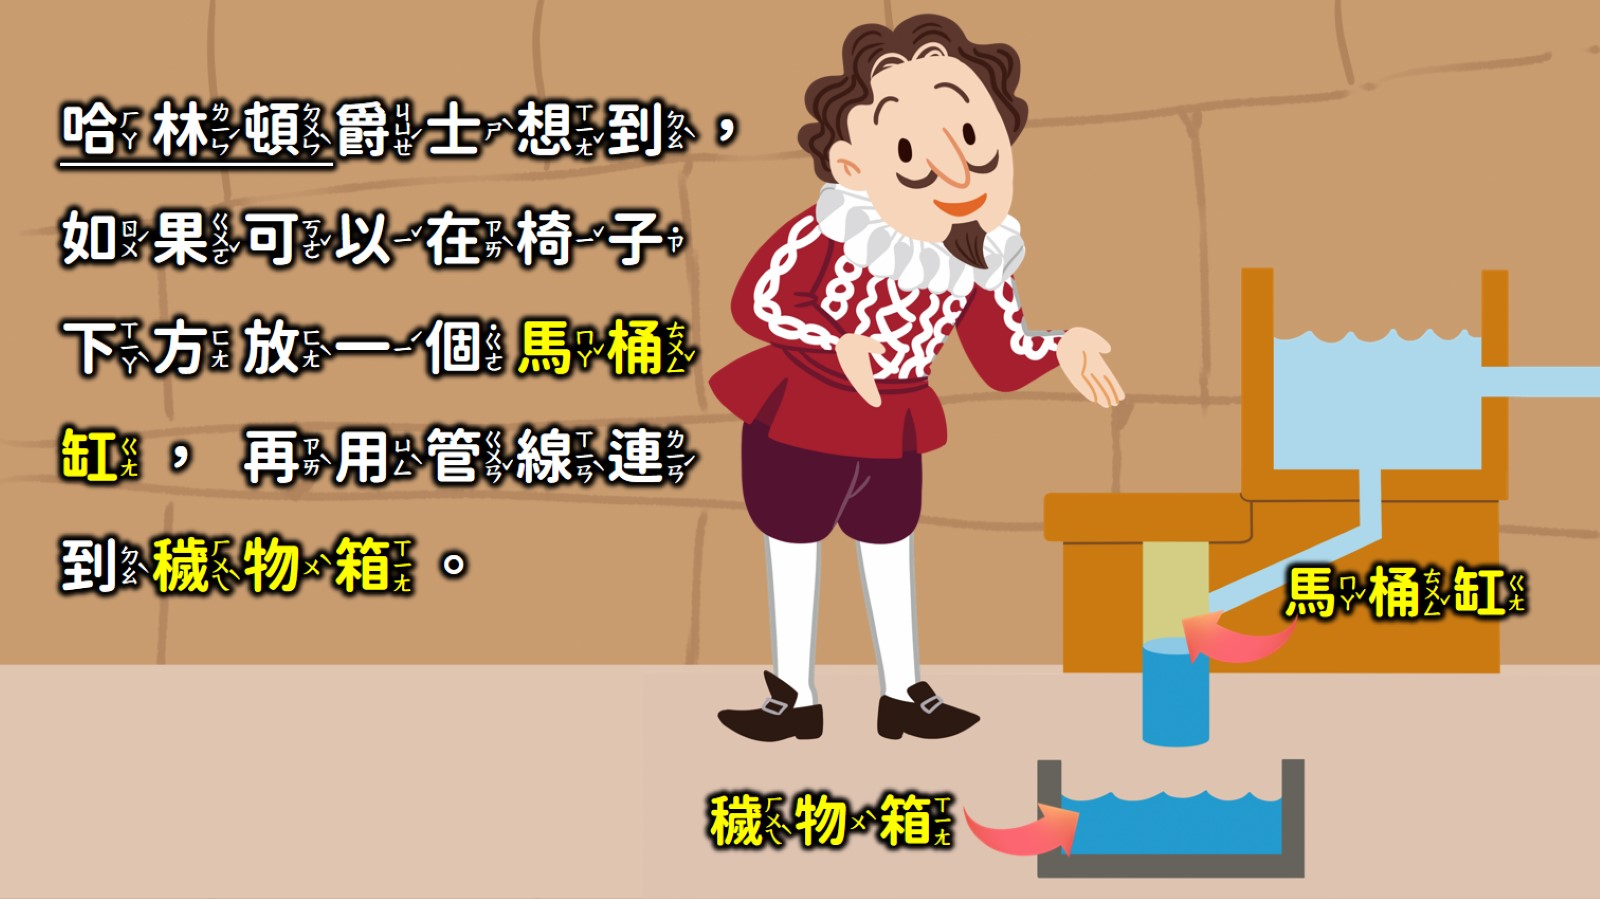 哈林頓爵士想到，
如果可以在椅子
下方放一個馬桶
缸，再用管線連
到穢物箱。
馬桶缸
穢物箱